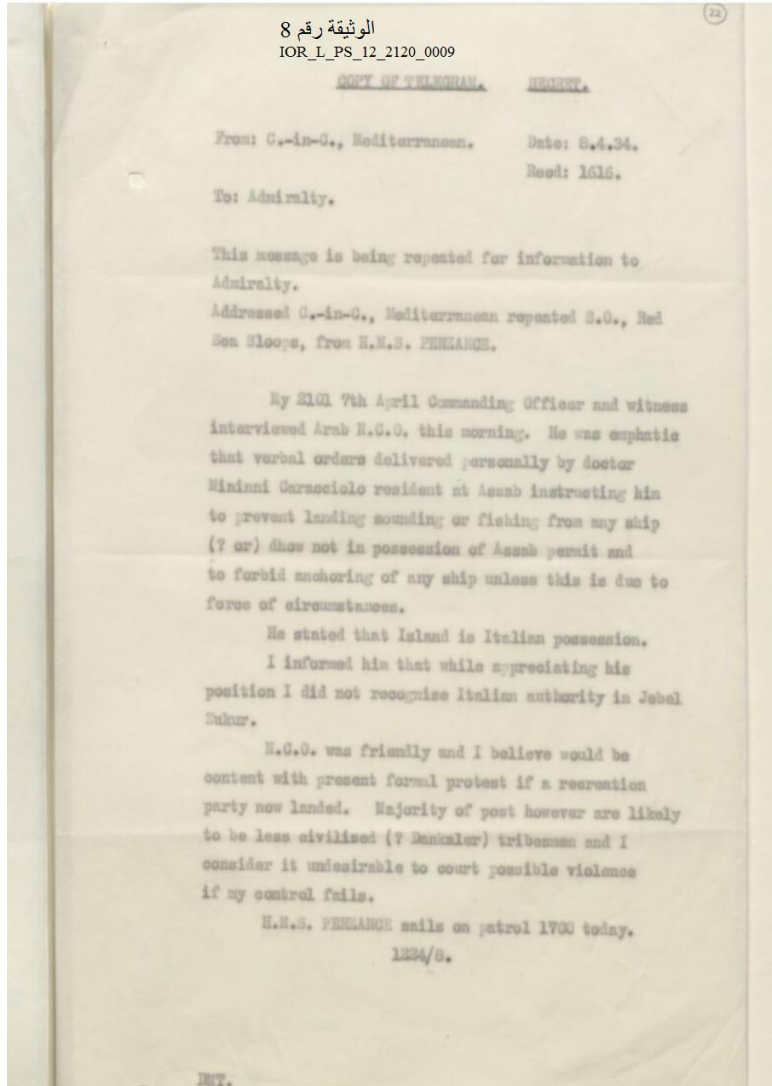 22
الوثيقة رقم 8
IOR_L_PS_12_2120_0009
COPY OF TELEGRAM. SECRET.
From: C.-in-C., Mediterranean. Date: 8.4.34.
Recd: 1616.
To: Admiralty.
This message is being repeated for information to
Admiralty.
Addressed C.-in-C., Mediterranean repeated S.O., Red
Sea Sloops, from H.M.S. PENZANCE.
My 2101 7th April Commanding Officer and witness
interviewed Arab N.C.O. this morning. He was emphatic
that verbal orders delivered personally by doctor
Mininni Caracciolo resident at Assab instructing him
to prevent landing sounding or fishing from any ship
(? or) dhow not in possession of Assab permit and
to forbid anchoring of any ship unless this is due to
force of circumstances.
He stated that Island is Italian possession.
I informed him that while appreciating his
position I did not recognise Italian authority in Jebel
Zukur.
N.C.O. was friendly and I believe would be
content with present formal protest if a recreation
party now landed. Majority of post however are likely
to be less civilised (? Dankaler) tribesmen and I
consider it undesirable to court possible violence
if my control fails.
H.M.S. PENZANCE sails on patrol 1700 today.
1224/8.